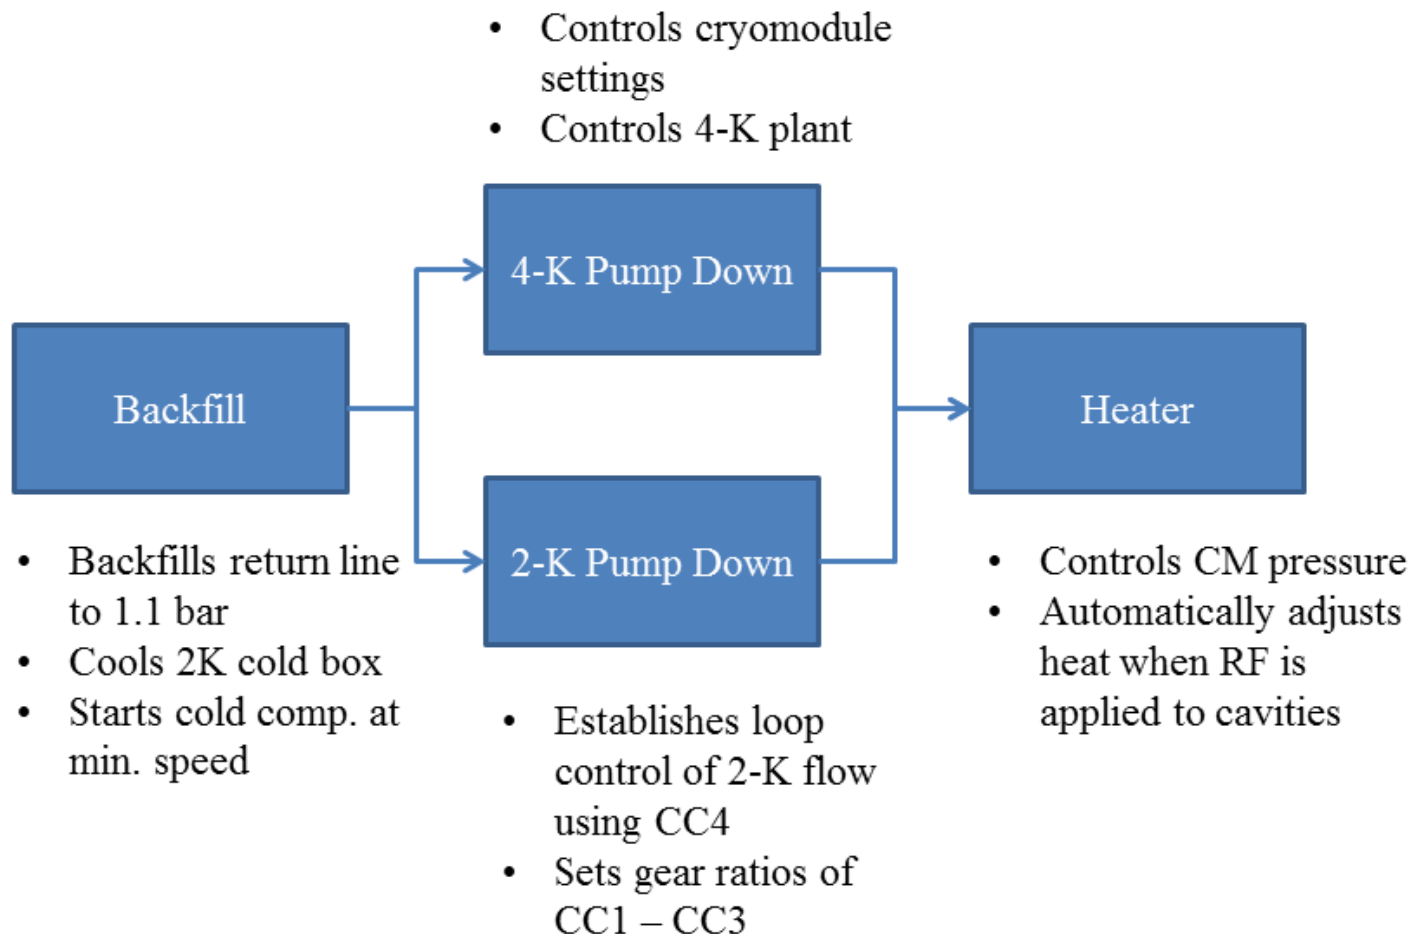 • Controls cryomodule
settings
• Controls 4-K plant
4-K Pump Down
Backfill
Heater
2-K Pump Down
• Backfills return line
to 1.1 bar
• Cools 2K cold box
• Starts cold comp. at
min. speed
• Establishes loop
control of 2-K flow
using CC4
• Sets gear ratios of
CC1 – CC3
• Controls CM pressure
• Automatically adjusts
heat when RF is
applied to cavities